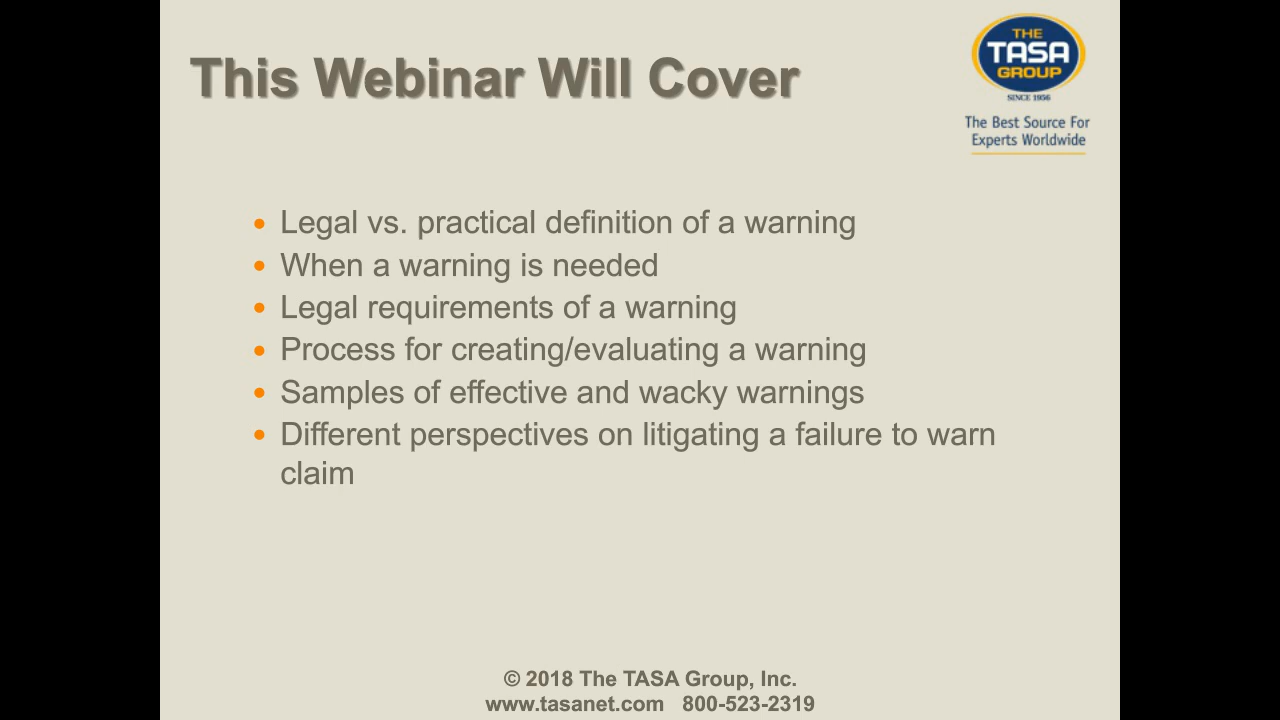 This Webinar Will Cover
THE
TASA
GROUP
SINCE 1956
The Best Source For
Experts Worldwide
• Legal vs. practical definition of a warning
• When a warning is needed
• Legal requirements of a warning
• Process for creating/evaluating a warning
• Samples of effective and wacky warnings
• Different perspectives on litigating a failure to warn
claim
© 2018 The TASA Group, Inc.
www.tasanet.com 800-523-2319